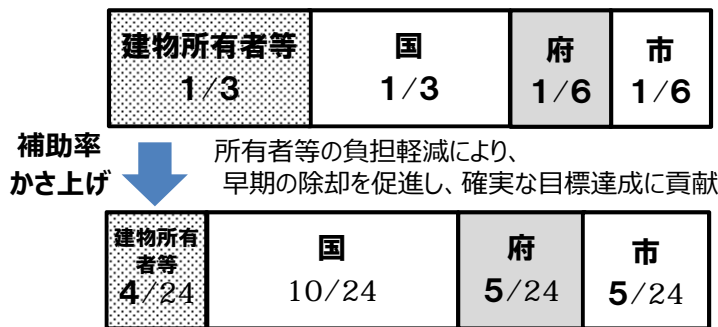 建物所有者等 国 府 市
1/3 1/3 1/6 1/6
補助率
かさ上げ
所有者等の負担軽減により、
早期の除却を促進し、確実な目標達成に貢献
建物所有
者等
国 府 市
4/24 10/24 5/24 5/24